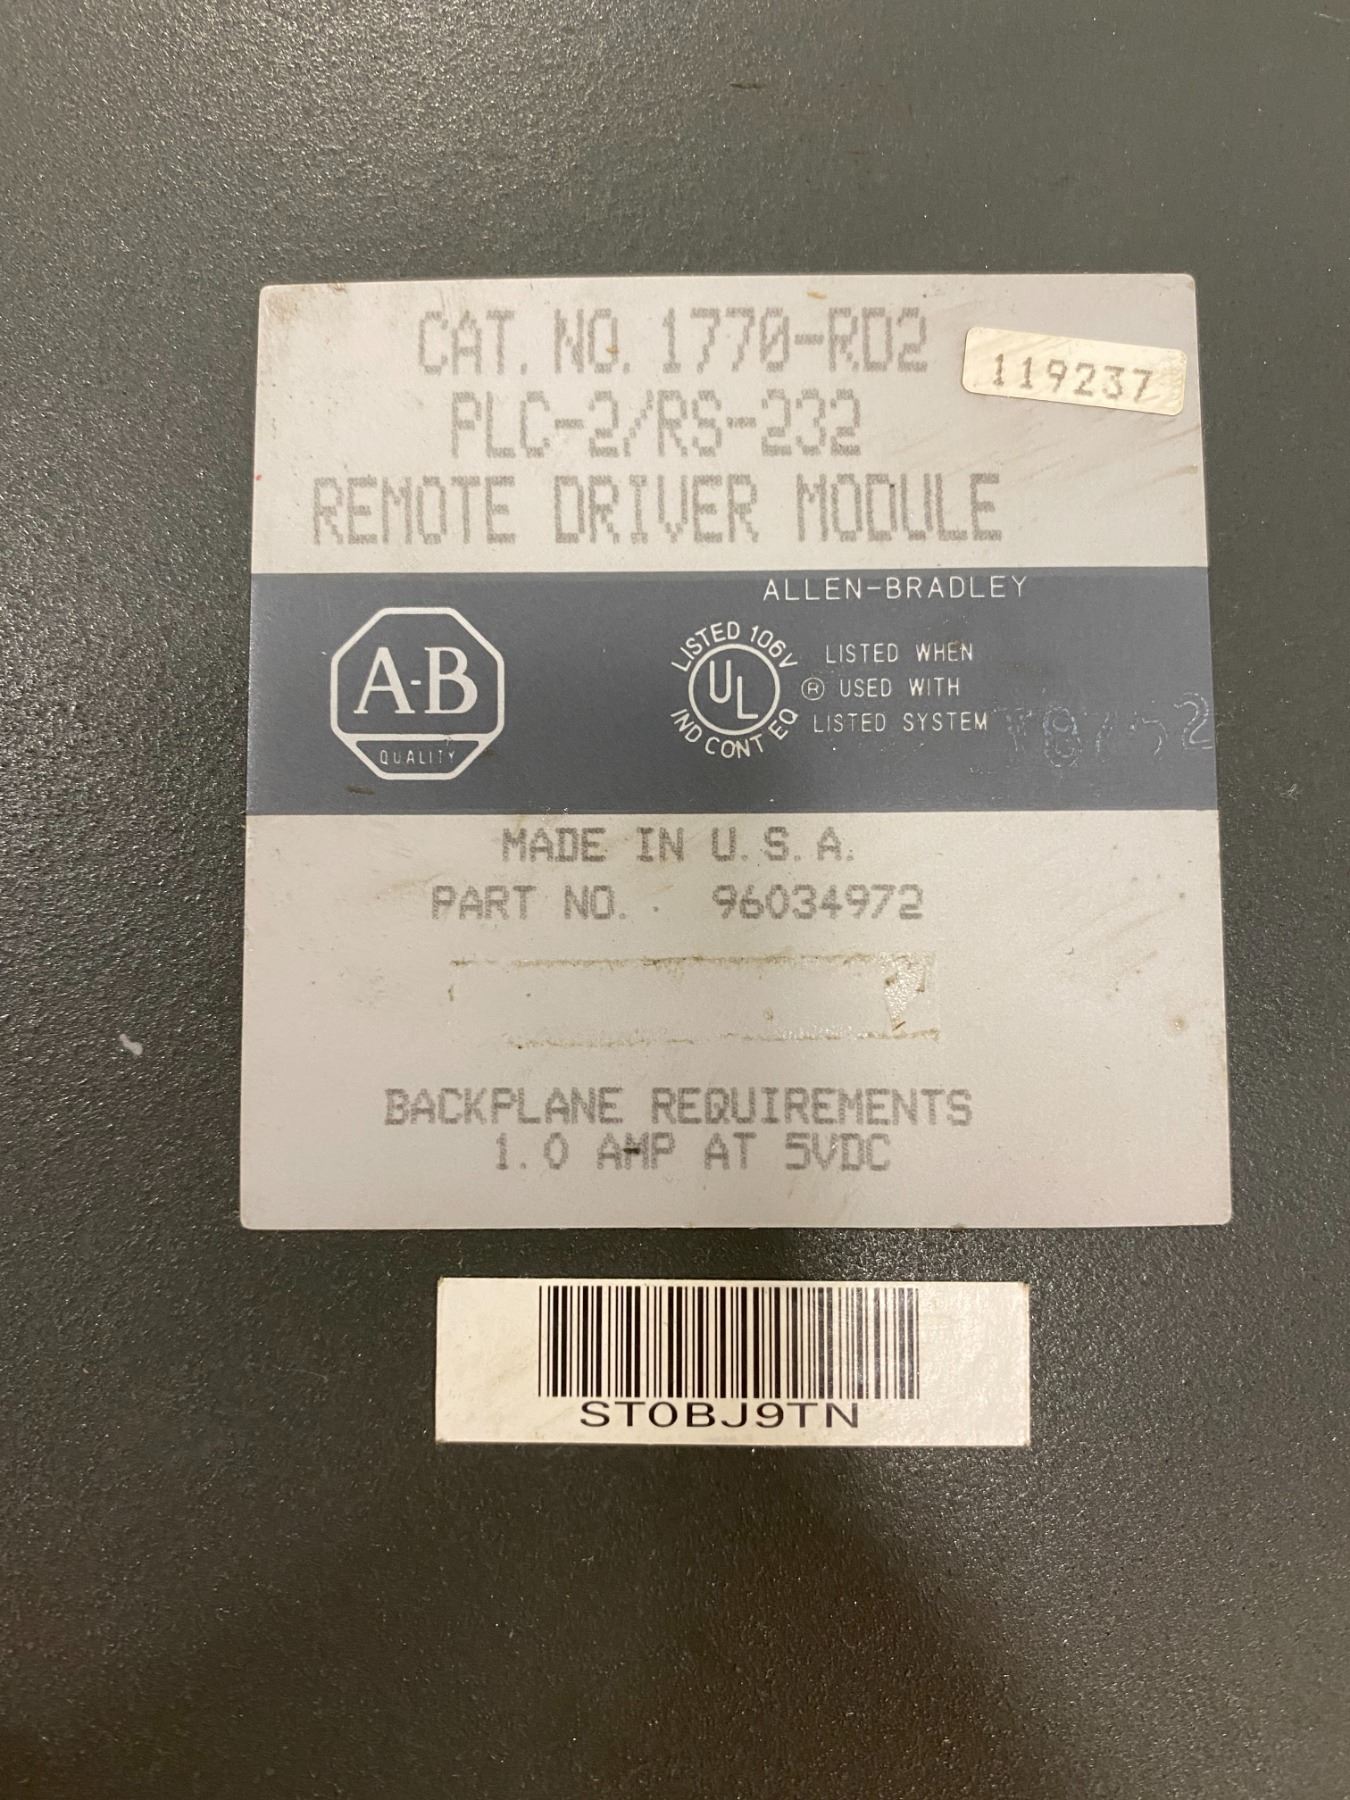 CAT. NO. 1770-RD2
119237
PLC-2/RS-232
REMOTE DRIVER MODULE
ALLEN-BRADLEY
A-B
QUALITY
LISTED 106V
UL
IND CONT EQ
®
LISTED WHEN
USED WITH
LISTED SYSTEM
MADE IN U.S.A.
PART NO. 96034972
BACKPLANE REQUIREMENTS
1.0 AMP AT 5VDC
ST0BJ9TN